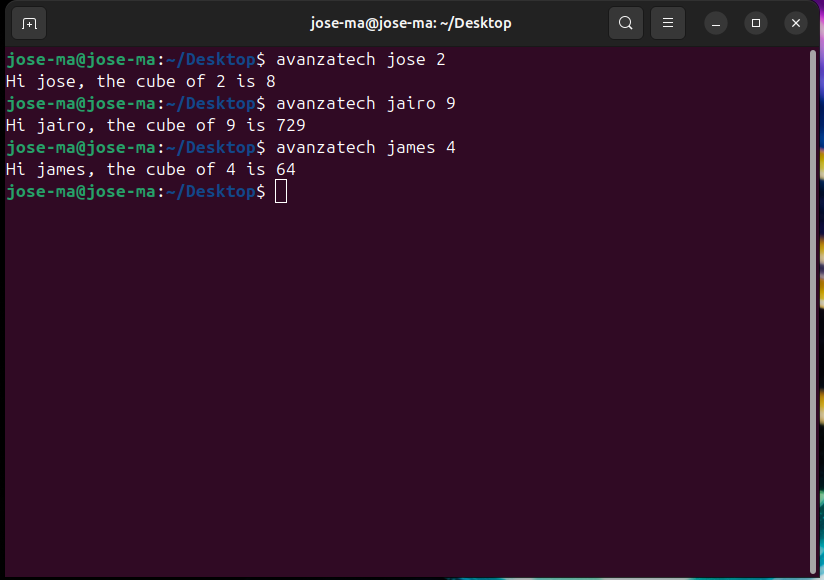 jose-ma@jose-ma: ~/Desktop
jose-ma@jose-ma:~/Desktop$ avanzatech jose 2
Hi jose, the cube of 2 is 8
jose-ma@jose-ma:~/Desktop$ avanzatech jairo 9
Hi jairo, the cube of 9 is 729
jose-ma@jose-ma:~/Desktop$ avanzatech james 4
Hi james, the cube of 4 is 64
jose-ma@jose-ma:~/Desktop$